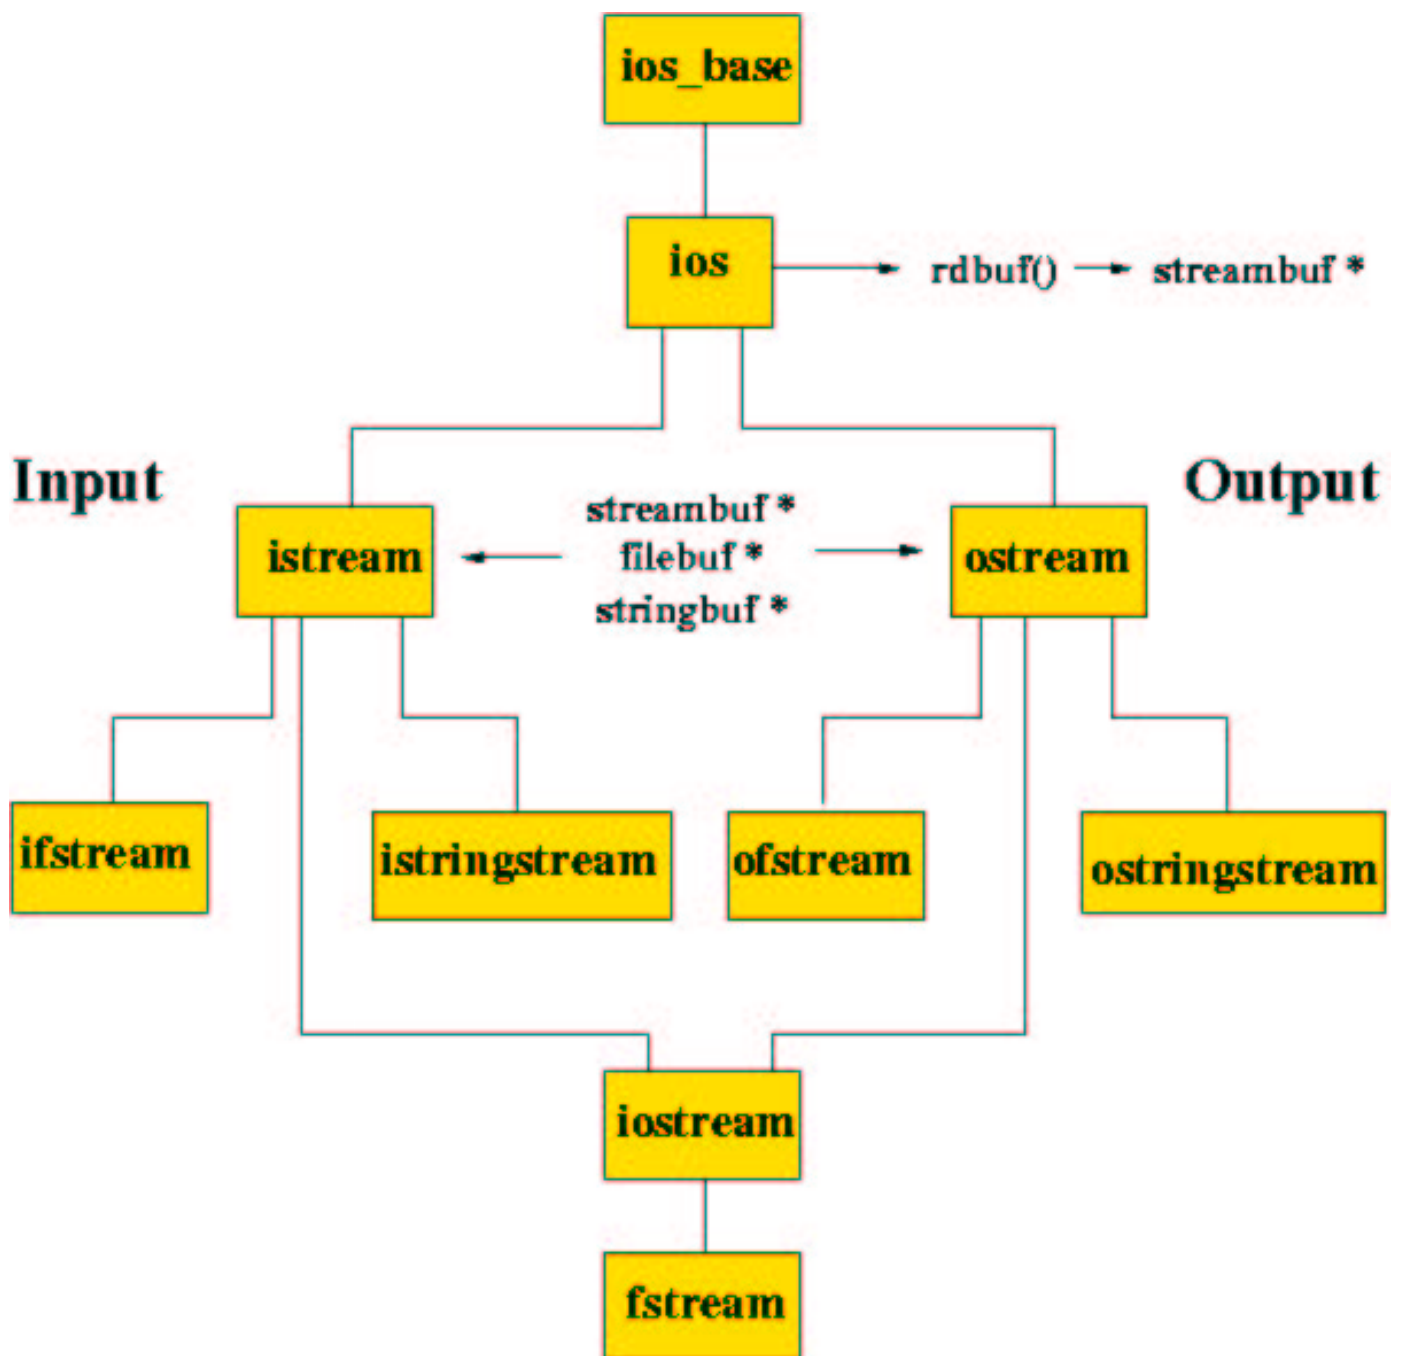 ios_base
ios
rdbuf()
streambuf *
Input
Output
streambuf *
filebuf *
stringbuf *
istream
ostream
ifstream
istringstream
ofstream
ostringstream
iostream
fstream